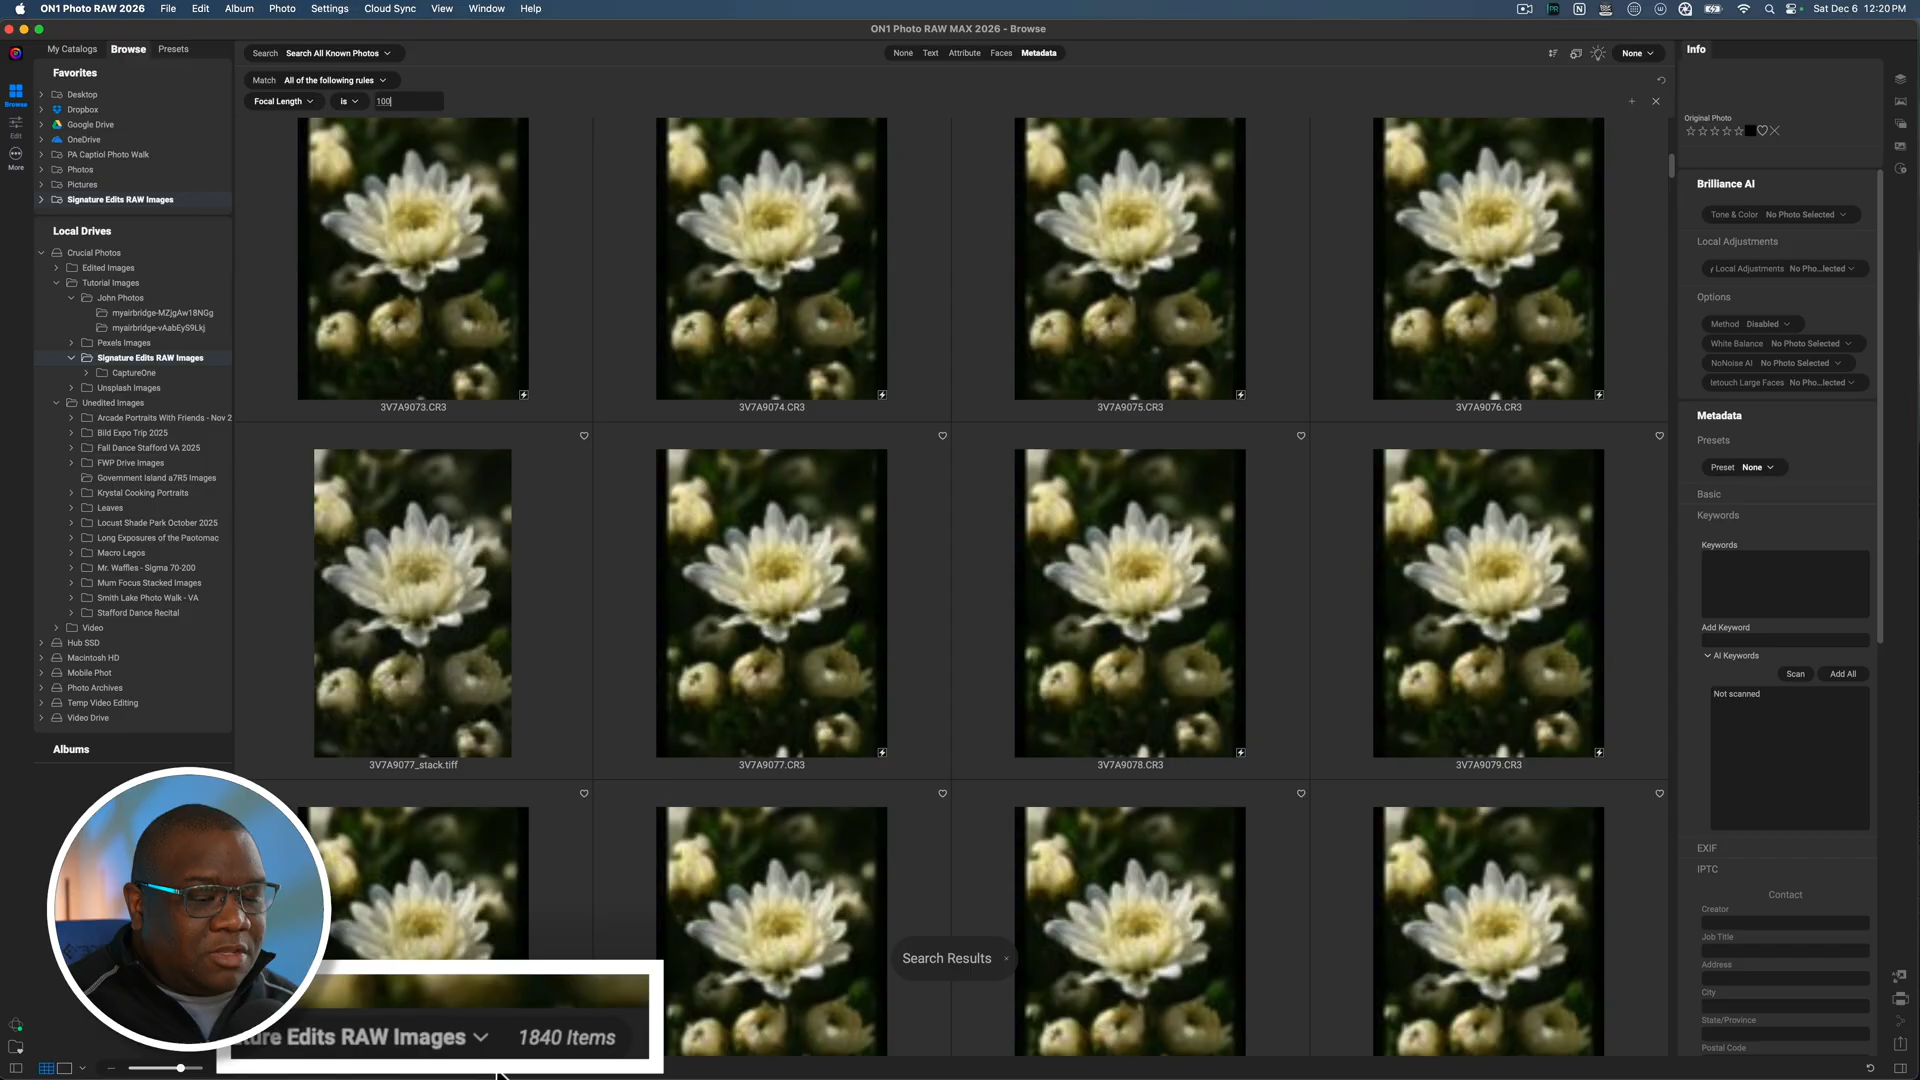 ON1 Photo RAW 2026 File Edit Album Photo Settings Cloud Sync View Window Help Sat Dec 6 12:20 PM
ON1 Photo RAW MAX 2026 - Browse
My Catalogs Browse Presets
Search Search All Known Photos
None Text Attribute Faces Metadata
None
Info
Match All of the following rules
Focal Length is 100
Favorites
Desktop
Dropbox
Google Drive
OneDrive
PA Captiol Photo Walk
Photos
Pictures
Signature Edits RAW Images
Browse
Edit
More
Local Drives
Crucial Photos
Edited Images
Tutorial Images
John Photos
myairbridge-MZjgAw18NGg
myairbridge-vAabEyS9Lkj
Pexels Images
Signature Edits RAW Images
CaptureOne
Unsplash Images
Unedited Images
Arcade Portraits With Friends - Nov 2
Bild Expo Trip 2025
Fall Dance Stafford VA 2025
FWP Drive Images
Government Island a7R5 Images
Krystal Cooking Portraits
Leaves
Locust Shade Park October 2025
Long Exposures of the Paotomac
Macro Legos
Mr. Waffles - Sigma 70-200
Mum Focus Stacked Images
Smith Lake Photo Walk - VA
Stafford Dance Recital
Video
Hub SSD
Macintosh HD
Mobile Phot
Photo Archives
Temp Video Editing
Video Drive
Albums
3V7A9073.CR3 3V7A9074.CR3 3V7A9075.CR3 3V7A9076.CR3
3V7A9077_stack.tiff 3V7A9077.CR3 3V7A9078.CR3 3V7A9079.CR3
Search Results
ure Edits RAW Images 1840 Items
Original Photo
Brilliance AI
Tone & Color No Photo Selected
Local Adjustments
y Local Adjustments No Pho...lected
Options
Method Disabled
White Balance No Photo Selected
NoNoise AI No Photo Selected
letouch Large Faces No Pho...lected
Metadata
Presets
Preset None
Basic
Keywords
Keywords
Add Keyword
AI Keywords
Scan Add All
Not scanned
EXIF
IPTC
Contact
Creator
Job Title
Address
City
State/Province
Postal Code